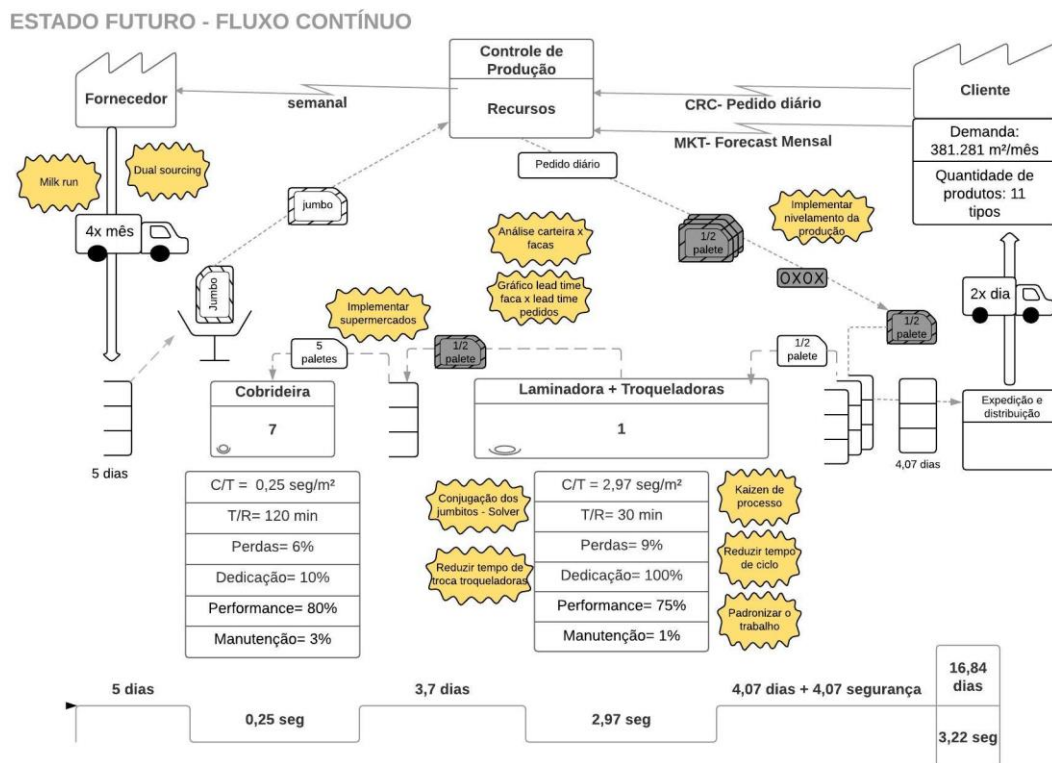 ESTADO FUTURO - FLUXO CONTÍNUO
Controle de
Produção
Recursos
Fornecedor
semanal
CRC- Pedido diário
MKT- Forecast Mensal
Cliente
Demanda:
381.281 m²/mês
Quantidade de
produtos: 11
tipos
Pedido diário
Milk run
Dual sourcing
4x mês
jumbo
Jumbo
Análise carteira x
facas
Gráfico lead time
faca x lead time
pedidos
1/2
palete
Implementar
nivelamento da
produção
OXOX
1/2
palete
2x dia
Implementar
supermercados
5
paletes
1/2
palete
1/2
palete
5 dias
Cobrideira
7
Laminadora + Troqueladoras
1
4,07 dias
Expedição e
distribuição
C/T = 0,25 seg/m²
T/R= 120 min
Perdas= 6%
Dedicação= 10%
Performance= 80%
Manutenção= 3%
Conjugação dos
jumbitos - Solver
Reduzir tempo de
troca troqueladoras
C/T = 2,97 seg/m²
T/R= 30 min
Perdas= 9%
Dedicação= 100%
Performance= 75%
Manutenção= 1%
Kaizen de
processo
Reduzir tempo
de ciclo
Padronizar o
trabalho
5 dias
0,25 seg
3,7 dias
2,97 seg
4,07 dias + 4,07 segurança
16,84
dias
3,22 seg